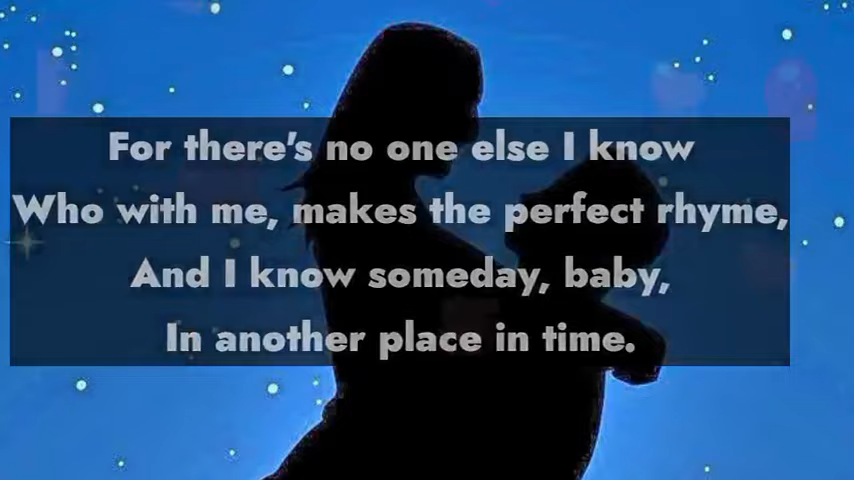 For there's no one else I know
Who with me, makes the perfect rhyme,
And I know someday, baby,
In another place in time.